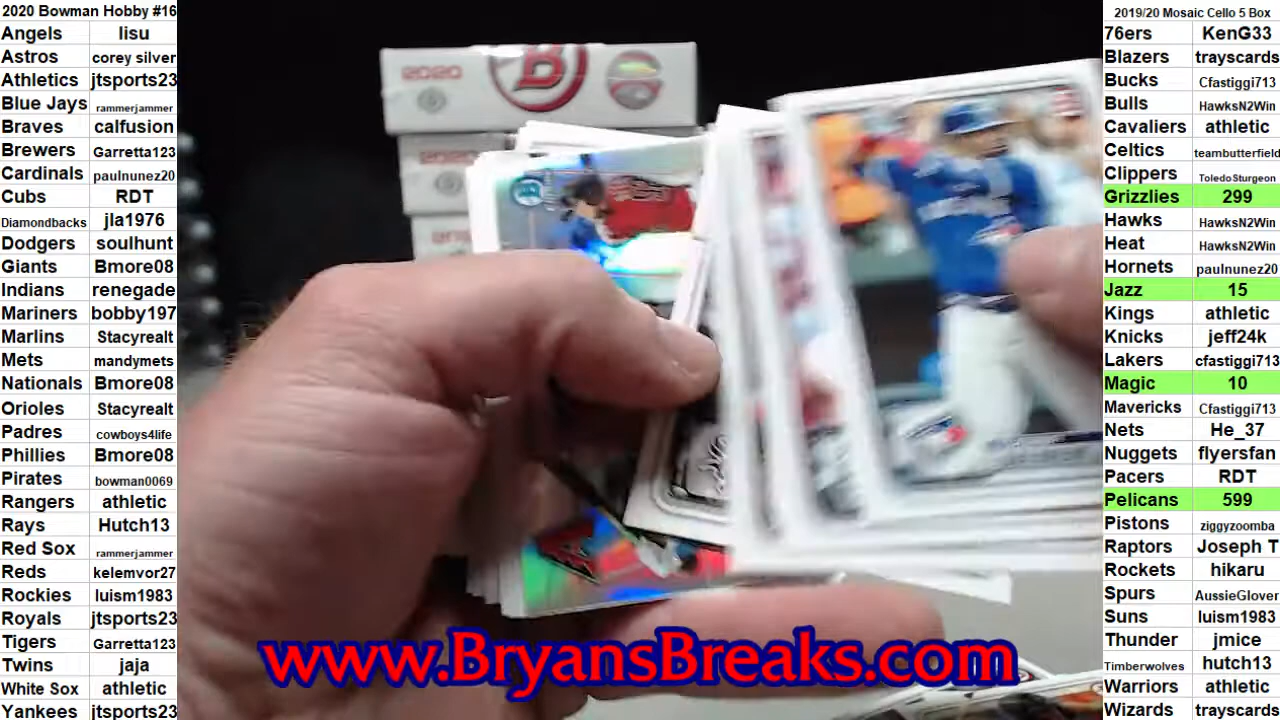 2020 Bowman Hobby #16
Angels lisu
Astros corey silver
Athletics jtsports23
Blue Jays rammerjammer
Braves calfusion
Brewers Garretta123
Cardinals paulnunez20
Cubs RDT
Diamondbacks jla1976
Dodgers soulhunt
Giants Bmore08
Indians renegade
Mariners bobby197
Marlins Stacyrealt
Mets mandymets
Nationals Bmore08
Orioles Stacyrealt
Padres cowboys4life
Phillies Bmore08
Pirates bowman0069
Rangers athletic
Rays Hutch13
Red Sox rammerjammer
Reds kelemvor27
Rockies luism1983
Royals jtsports23
Tigers Garretta123
Twins jaja
White Sox athletic
Yankees jtsports23
2020
B
www.BryansBreaks.com
2019/20 Mosaic Cello 5 Box
76ers KenG33
Blazers trayscards
Bucks Cfastiggi713
Bulls HawksN2Win
Cavaliers athletic
Celtics teambutterfield
Clippers ToledoSturgeon
Grizzlies 299
Hawks HawksN2Win
Heat HawksN2Win
Hornets paulnunez20
Jazz 15
Kings athletic
Knicks jeff24k
Lakers cfastiggi713
Magic 10
Mavericks Cfastiggi713
Nets He_37
Nuggets flyersfan
Pacers RDT
Pelicans 599
Pistons ziggyzoomba
Raptors Joseph T
Rockets hikaru
Spurs AussieGlover
Suns luism1983
Thunder jmice
Timberwolves hutch13
Warriors athletic
Wizards trayscards